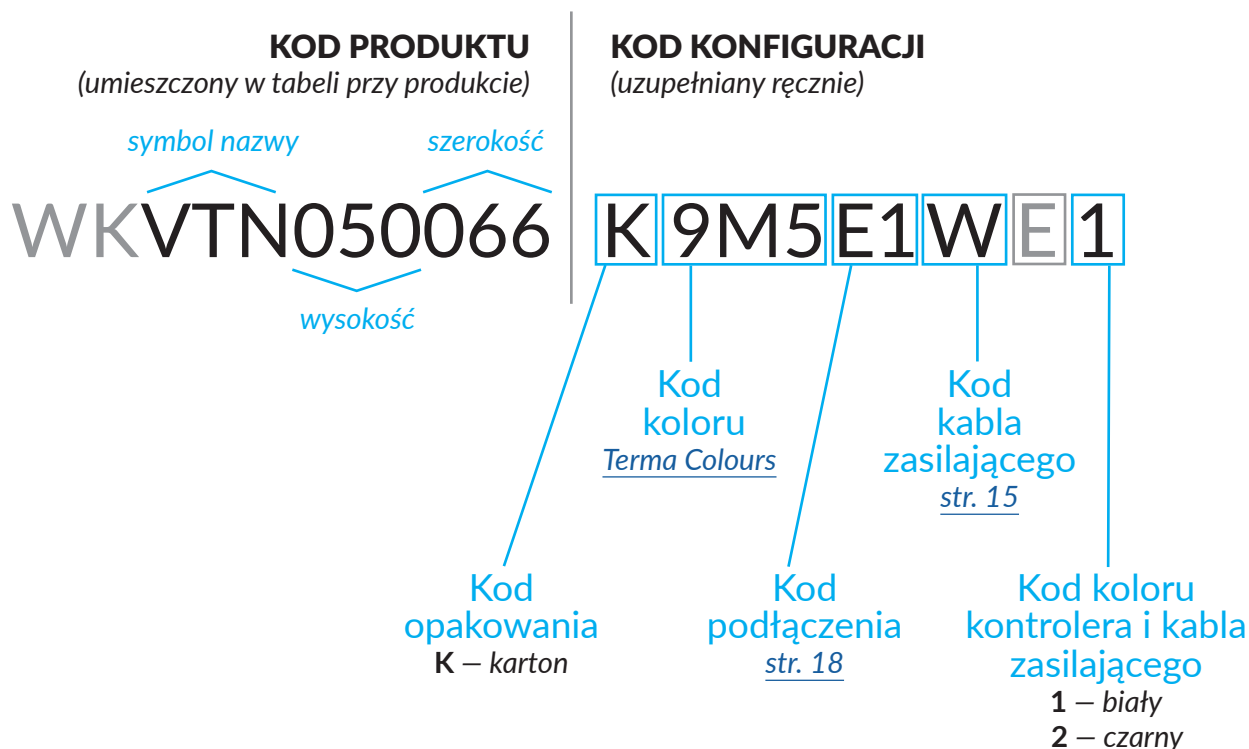 KOD PRODUKTU
(umieszczony w tabeli przy produkcie)
KOD KONFIGURACJI
(uzupełniany ręcznie)
symbol nazwy
szerokość
WKVTN050066
K 9M5 E1 W E 1
wysokość
Kod
koloru
Terma Colours
Kod
kabla
zasilającego
str. 15
Kod
opakowania
K – karton
Kod
podłączenia
str. 18
Kod koloru
kontrolera i kabla
zasilającego
1 – biały
2 – czarny